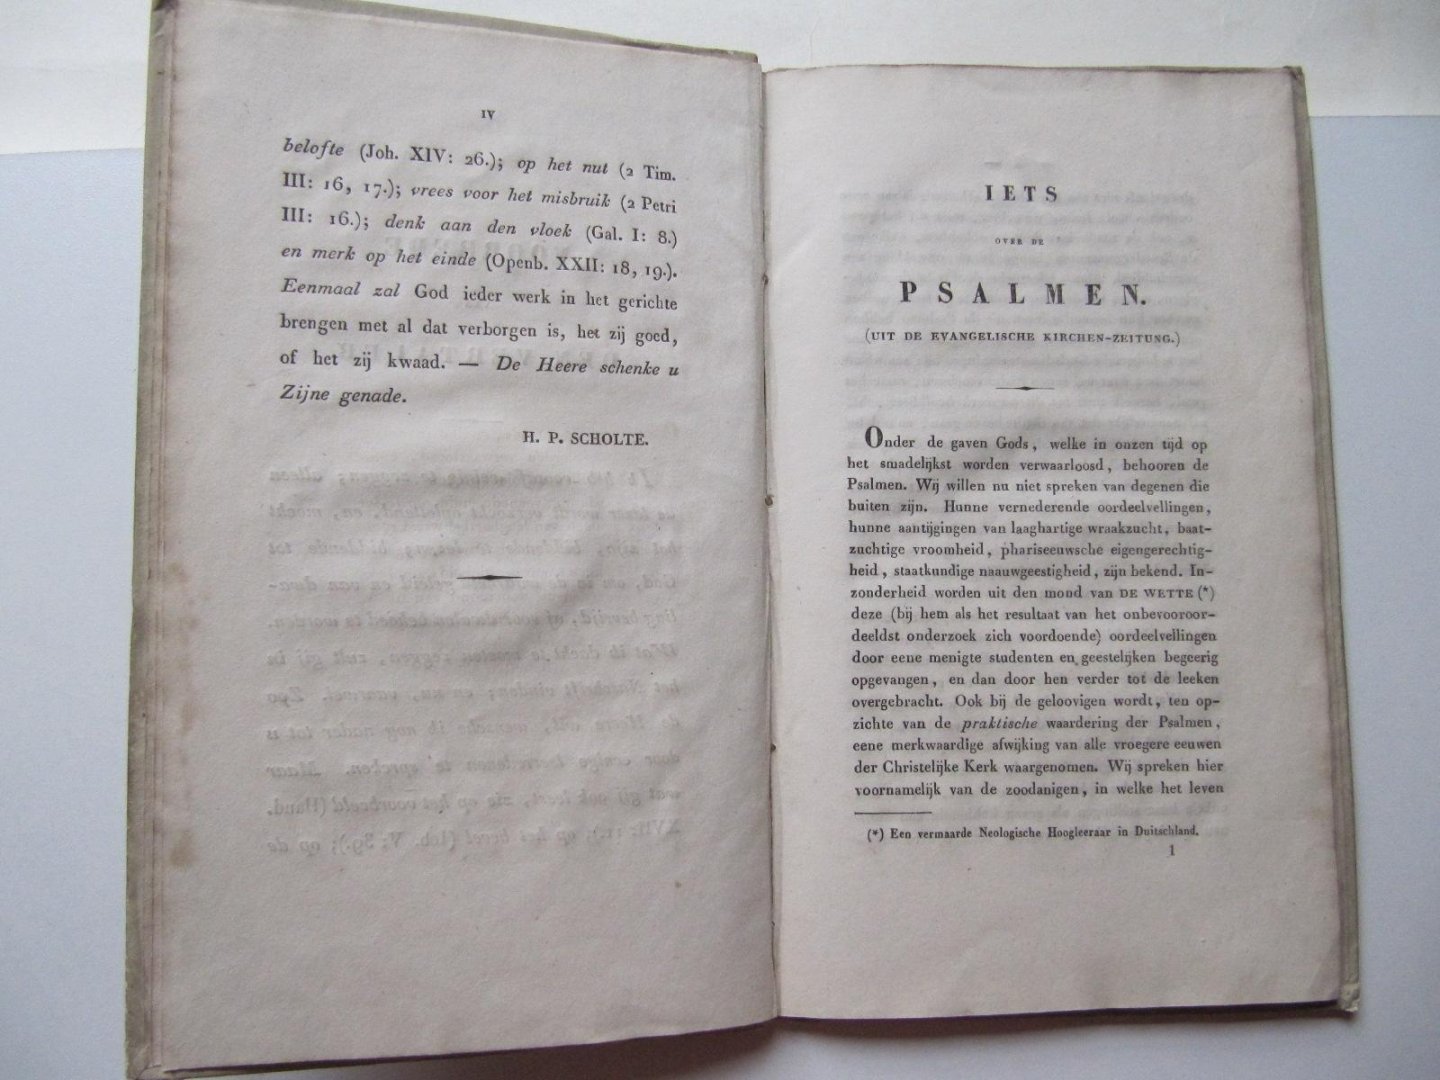 IV
belofte (Joh. XIV: 26.); op het nut (2 Tim.
III: 16, 17.); vrees voor het misbruik (2 Petri
III: 16.); denk aan den vloek (Gal. I: 8.)
en merk op het einde (Openb. XXII: 18, 19.).
Eenmaal zal God ieder werk in het gerichte
brengen met al dat verborgen is, het zij goed,
of het zij kwaad. — De Heere schenke u
Zijne genade.
H. P. SCHOLTE.
IETS
OVER DE
PSALMEN.
(UIT DE EVANGELISCHE KIRCHEN-ZEITUNG.)
Onder de gaven Gods, welke in onzen tijd op
het smadelijkst worden verwaarloosd, behooren de
Psalmen. Wij willen nu niet spreken van degenen die
buiten zijn. Hunne vernederende oordeelvellingen,
hunne aantijgingen van laaghartige wraakzucht, baat-
zuchtige vroomheid, phariseeuwsche eigengerechtig-
heid, staatkundige naauwgeestigheid, zijn bekend. In-
zonderheid worden uit den mond van DE WETTE (*)
deze (bij hem als het resultaat van het onbevooroor-
deeldst onderzoek zich voordoende) oordeelvellingen
door eene menigte studenten en geestelijken begeerig
opgevangen, en dan door hen verder tot de leeken
overgebracht. Ook bij de geloovigen wordt, ten op-
zichte van de praktische waardering der Psalmen,
eene merkwaardige afwijking van alle vroegere eeuwen
der Christelijke Kerk waargenomen. Wij spreken hier
voornamelijk van de zoodanigen, in welke het leven
(*) Een vermaarde Neologische Hoogleeraar in Duitschland.
1